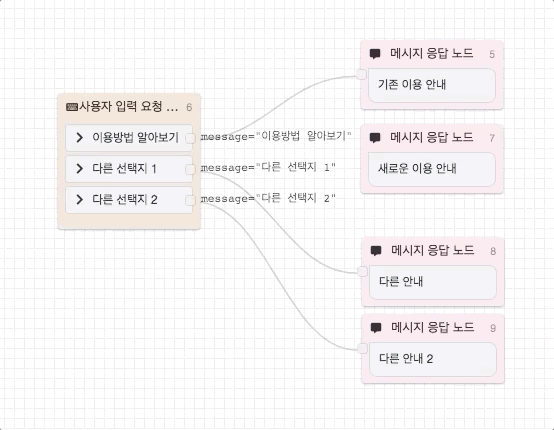 사용자 입력 요청 ... 6
이용방법 알아보기
다른 선택지 1
다른 선택지 2
message="이용방법 알아보기"
message="다른 선택지 1"
message="다른 선택지 2"
메시지 응답 노드 5
기존 이용 안내
메시지 응답 노드 7
새로운 이용 안내
메시지 응답 노드 8
다른 안내
메시지 응답 노드 9
다른 안내 2